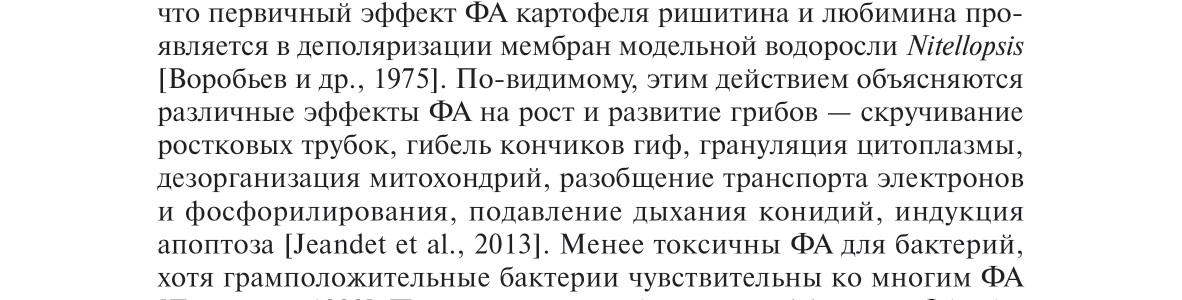 что первичный эффект ФА картофеля ришитина и любимина про-
является в деполяризации мембран модельной водоросли Nitellopsis
[Воробьев и др., 1975]. По-видимому, этим действием объясняются
различные эффекты ФА на рост и развитие грибов — скручивание
ростковых трубок, гибель кончиков гиф, грануляция цитоплазмы,
дезорганизация митохондрий, разобщение транспорта электронов
и фосфорилирования, подавление дыхания конидий, индукция
апоптоза [Jeandet et al., 2013]. Менее токсичны ФА для бактерий,
хотя грамположительные бактерии чувствительны ко многим ФА